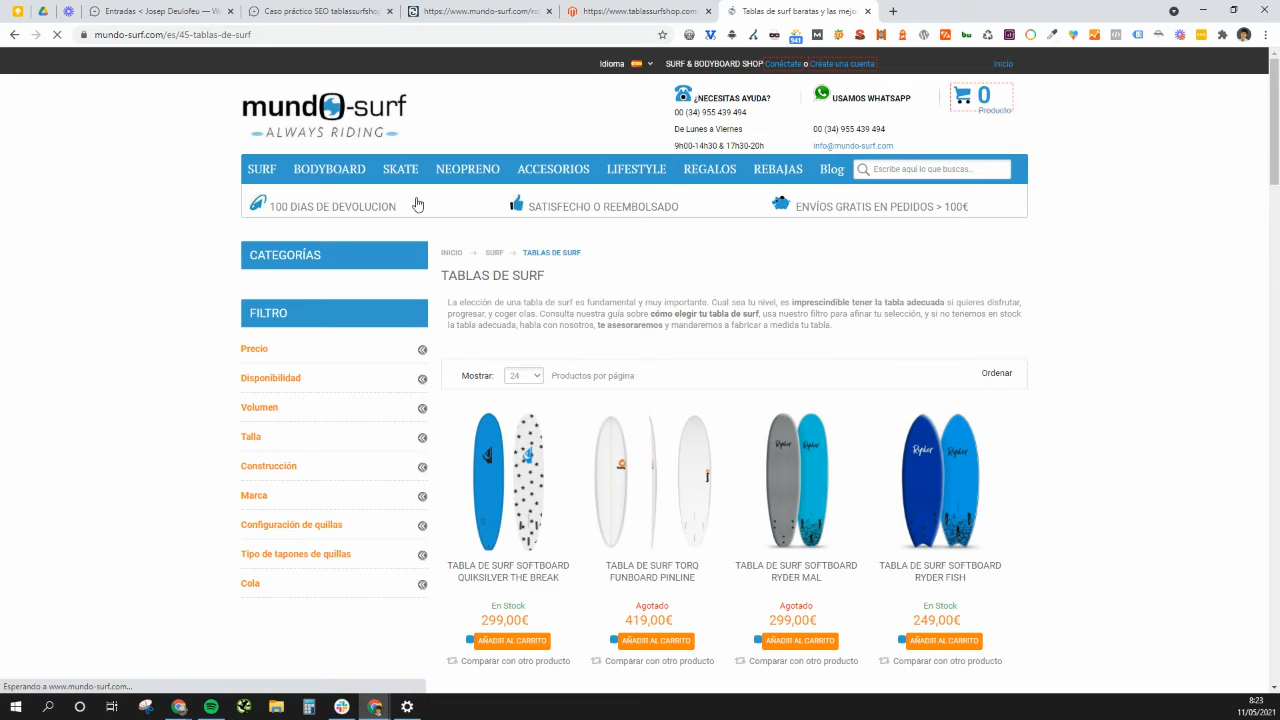 Entradas < Josep Deulofeu — W
Caso práctico SEO tablassurfshop
https://www.tablassurfshop.com
https://www.tablassurfshop.co
Tablas de surf baratas y las mejor
mundo-surf.com/es/45-tablas-de-surf
941
Idioma
SURF & BODYBOARD SHOP Conéctate o Créate una cuenta
Inicio
mundo-surf
ALWAYS RIDING
¿NECESITAS AYUDA?
00 (34) 955 439 494
De Lunes a Viernes
9h00-14h30 & 17h30-20h
USAMOS WHATSAPP
00 (34) 955 439 494
info@mundo-surf.com
0
Producto
SURF BODYBOARD SKATE NEOPRENO ACCESORIOS LIFESTYLE REGALOS REBAJAS Blog
Escribe aquí lo que buscas..
100 DIAS DE DEVOLUCION
SATISFECHO O REEMBOLSADO
ENVÍOS GRATIS EN PEDIDOS > 100€
CATEGORÍAS
FILTRO
Precio
Disponibilidad
Volumen
Talla
Construcción
Marca
Configuración de quillas
Tipo de tapones de quillas
Cola
INICIO SURF TABLAS DE SURF
TABLAS DE SURF
La elección de una tabla de surf es fundamental y muy importante. Cual sea tu nivel, es imprescindible tener la tabla adecuada si quieres disfrutar,
progresar, y coger olas. Consulta nuestra guía sobre cómo elegir tu tabla de surf, usa nuestro filtro para afinar tu selección, y si no tenemos en stock
la tabla adecuada, habla con nosotros, te asesoraremos y mandaremos a fabricar a medida tu tabla.
Mostrar: 24 Productos por página
Ordenar
Ryder
Ryder
Ryder
Ryder
TABLA DE SURF SOFTBOARD
QUIKSILVER THE BREAK
En Stock
299,00€
AÑADIR AL CARRITO
Comparar con otro producto
TABLA DE SURF TORQ
FUNBOARD PINLINE
Agotado
419,00€
AÑADIR AL CARRITO
Comparar con otro producto
TABLA DE SURF SOFTBOARD
RYDER MAL
Agotado
299,00€
AÑADIR AL CARRITO
Comparar con otro producto
TABLA DE SURF SOFTBOARD
RYDER FISH
En Stock
249,00€
AÑADIR AL CARRITO
Comparar con otro producto
Esperando a www.mundo-surf.com...
8:23
11/05/2021